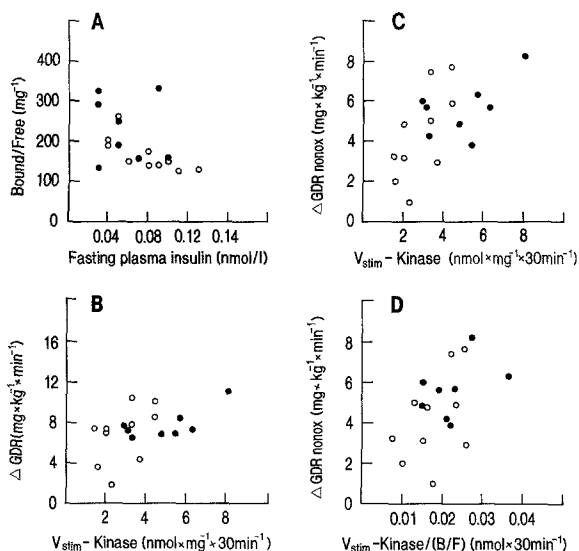 A
400
300
200
100
0
Bound/Free (mg⁻¹)
0.04 0.08 0.12 0.14
Fasting plasma insulin (nmol/l)
C
8
6
4
2
0
△GDR nonox (mg×kg⁻¹×min⁻¹)
0 2 4 6 8
Vstim–Kinase (nmol×mg⁻¹×30min⁻¹)
B
16
12
8
4
0
△GDR(mg×kg⁻¹×min⁻¹)
2 4 6 8
Vstim–Kinase (nmol×mg⁻¹×30min⁻¹)
D
8
6
4
2
0
△GDR nonox (mg×kg⁻¹×min⁻¹)
0.01 0.02 0.03 0.04
Vstim–Kinase/(B/F) (nmol×30min⁻¹)